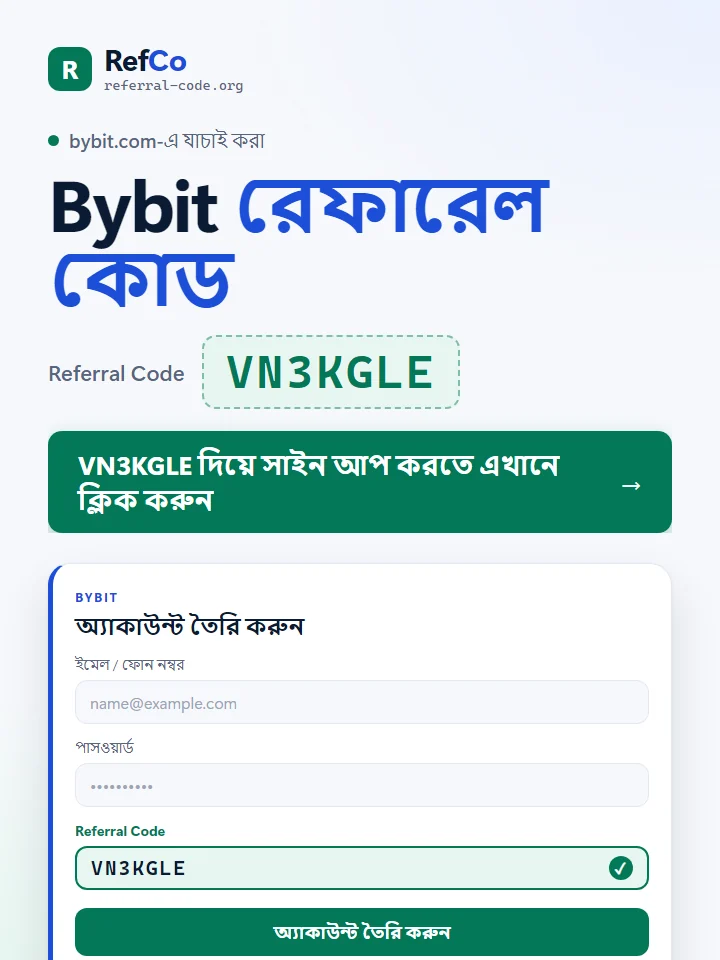 R
RefCo
referral-code.org
bybit.com-এ যাচাই করা
Bybit রেফারেল
কোড
Referral Code
VN3KGLE
VN3KGLE দিয়ে সাইন আপ করতে এখানে
ক্লিক করুন
→
BYBIT
অ্যাকাউন্ট তৈরি করুন
ইমেল / ফোন নম্বর
name@example.com
পাসওয়ার্ড
••••••••••
Referral Code
VN3KGLE
✓
অ্যাকাউন্ট তৈরি করুন